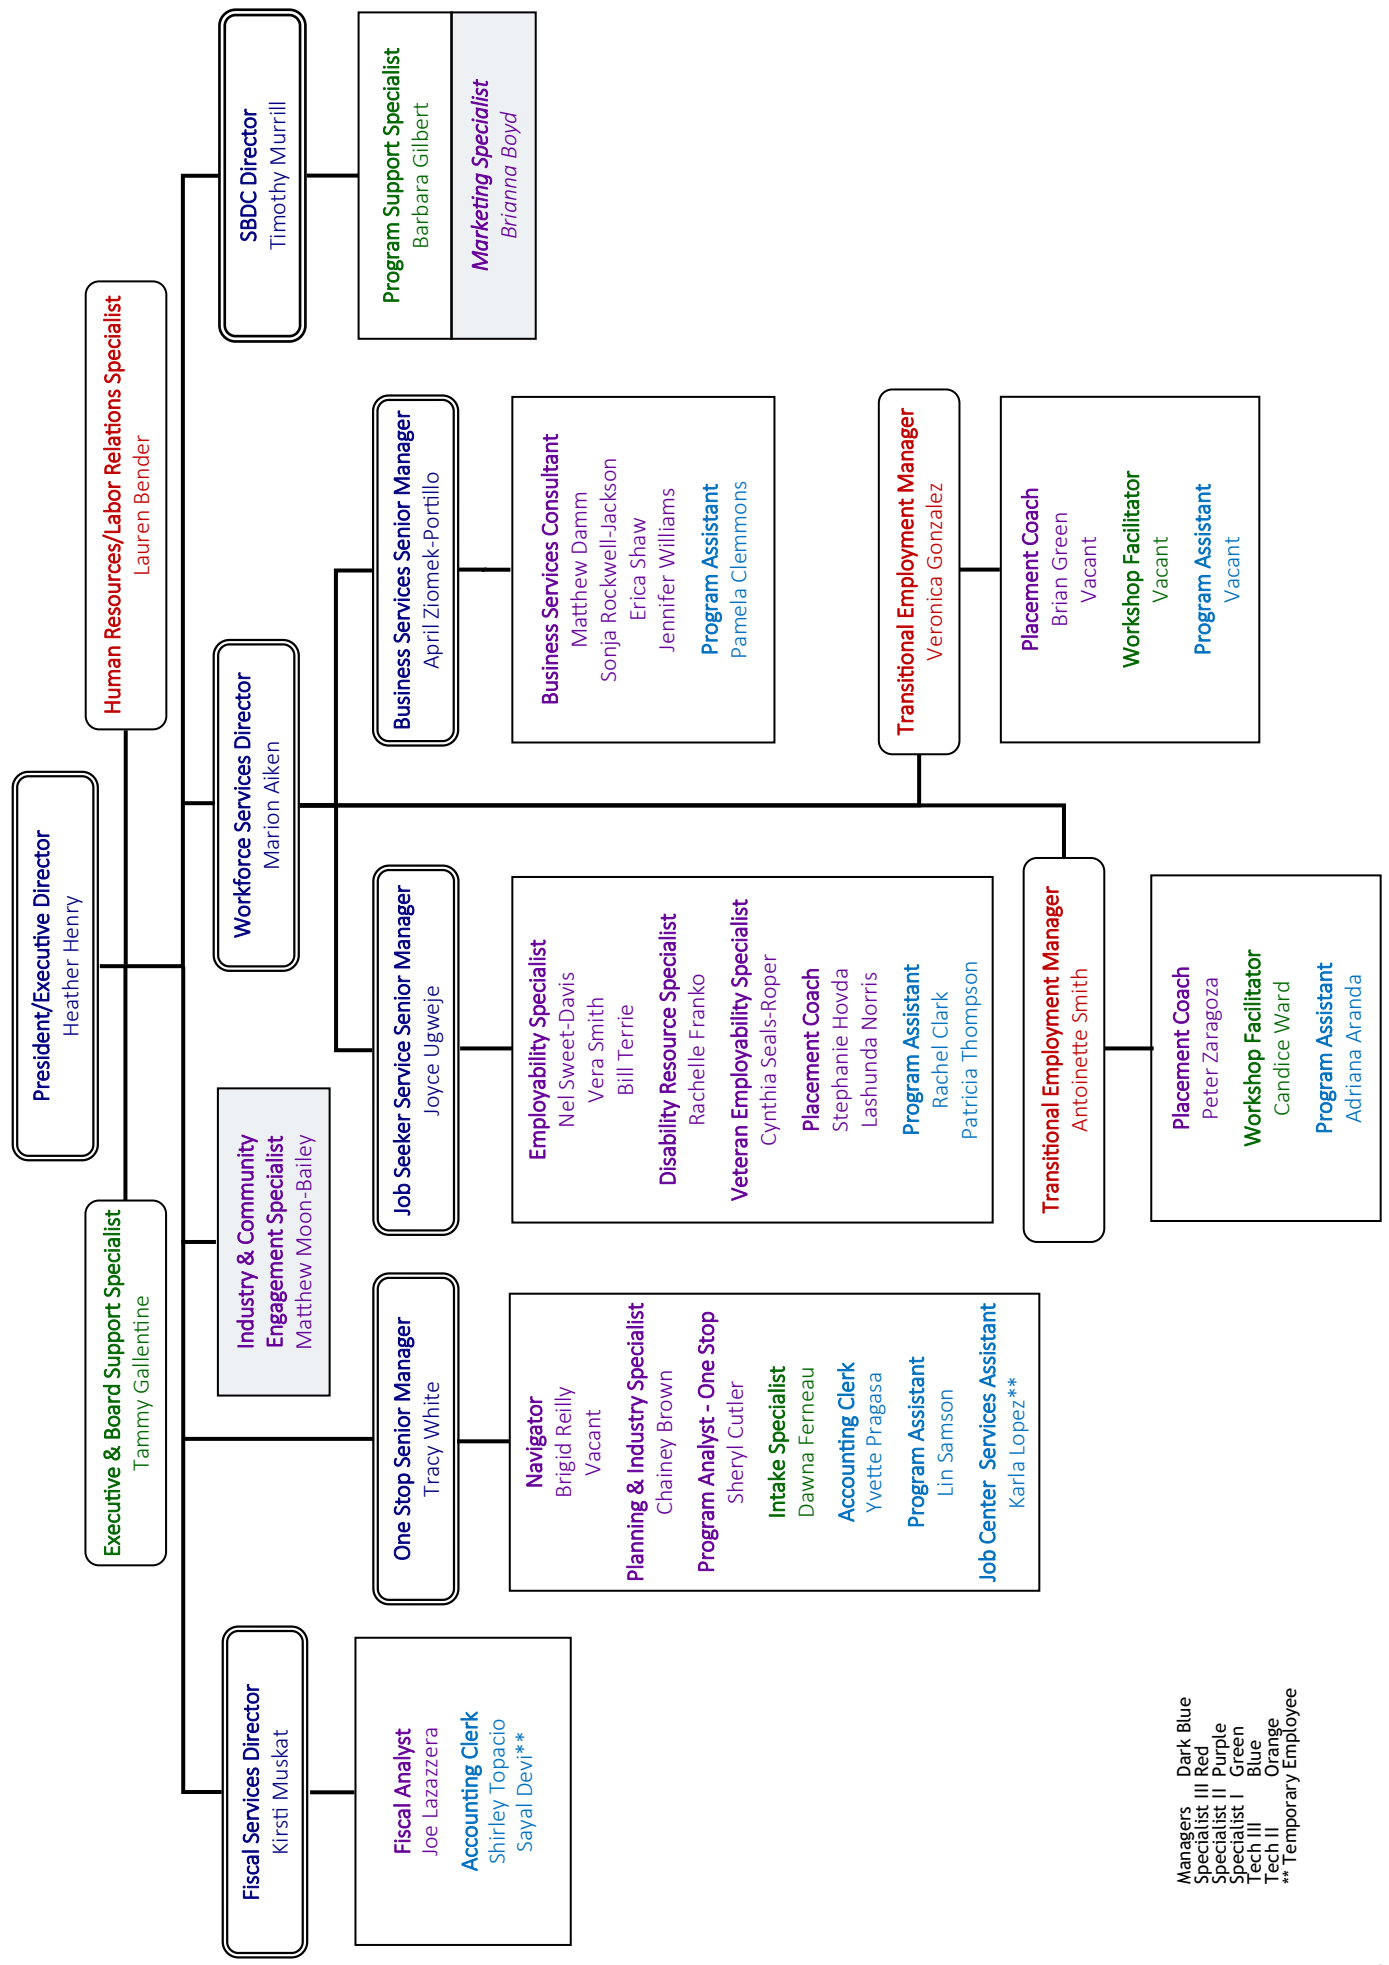 President/Executive Director
Heather Henry
Executive & Board Support Specialist
Tammy Gallentine
Human Resources/Labor Relations Specialist
Lauren Bender
Fiscal Services Director
Kirsti Muskat
Industry & Community
Engagement Specialist
Matthew Moon-Bailey
Workforce Services Director
Marion Aiken
SBDC Director
Timothy Murrill
Fiscal Analyst
Joe Lazazzera
Accounting Clerk
Shirley Topacio
Sayal Devi**
One Stop Senior Manager
Tracy White
Job Seeker Service Senior Manager
Joyce Ugweje
Business Services Senior Manager
April Ziomek-Portillo
Program Support Specialist
Barbara Gilbert
Marketing Specialist
Brianna Boyd
Navigator
Brigid Reilly
Vacant
Planning & Industry Specialist
Chainey Brown
Program Analyst - One Stop
Sheryl Cutler
Intake Specialist
Dawna Ferneau
Accounting Clerk
Yvette Pragasa
Program Assistant
Lin Samson
Job Center Services Assistant
Karla Lopez**
Employability Specialist
Nel Sweet-Davis
Vera Smith
Bill Terrie
Disability Resource Specialist
Rachelle Franko
Veteran Employability Specialist
Cynthia Seals-Roper
Placement Coach
Stephanie Hovda
Lashunda Norris
Program Assistant
Rachel Clark
Patricia Thompson
Business Services Consultant
Matthew Damm
Sonja Rockwell-Jackson
Erica Shaw
Jennifer Williams
Program Assistant
Pamela Clemmons
Transitional Employment Manager
Veronica Gonzalez
Placement Coach
Brian Green
Vacant
Workshop Facilitator
Vacant
Program Assistant
Vacant
Transitional Employment Manager
Antoinette Smith
Placement Coach
Peter Zaragoza
Workshop Facilitator
Candice Ward
Program Assistant
Adriana Aranda
Managers Dark Blue
Specialist III Red
Specialist II Purple
Specialist I Green
Tech III Blue
Tech II Orange
** Temporary Employee